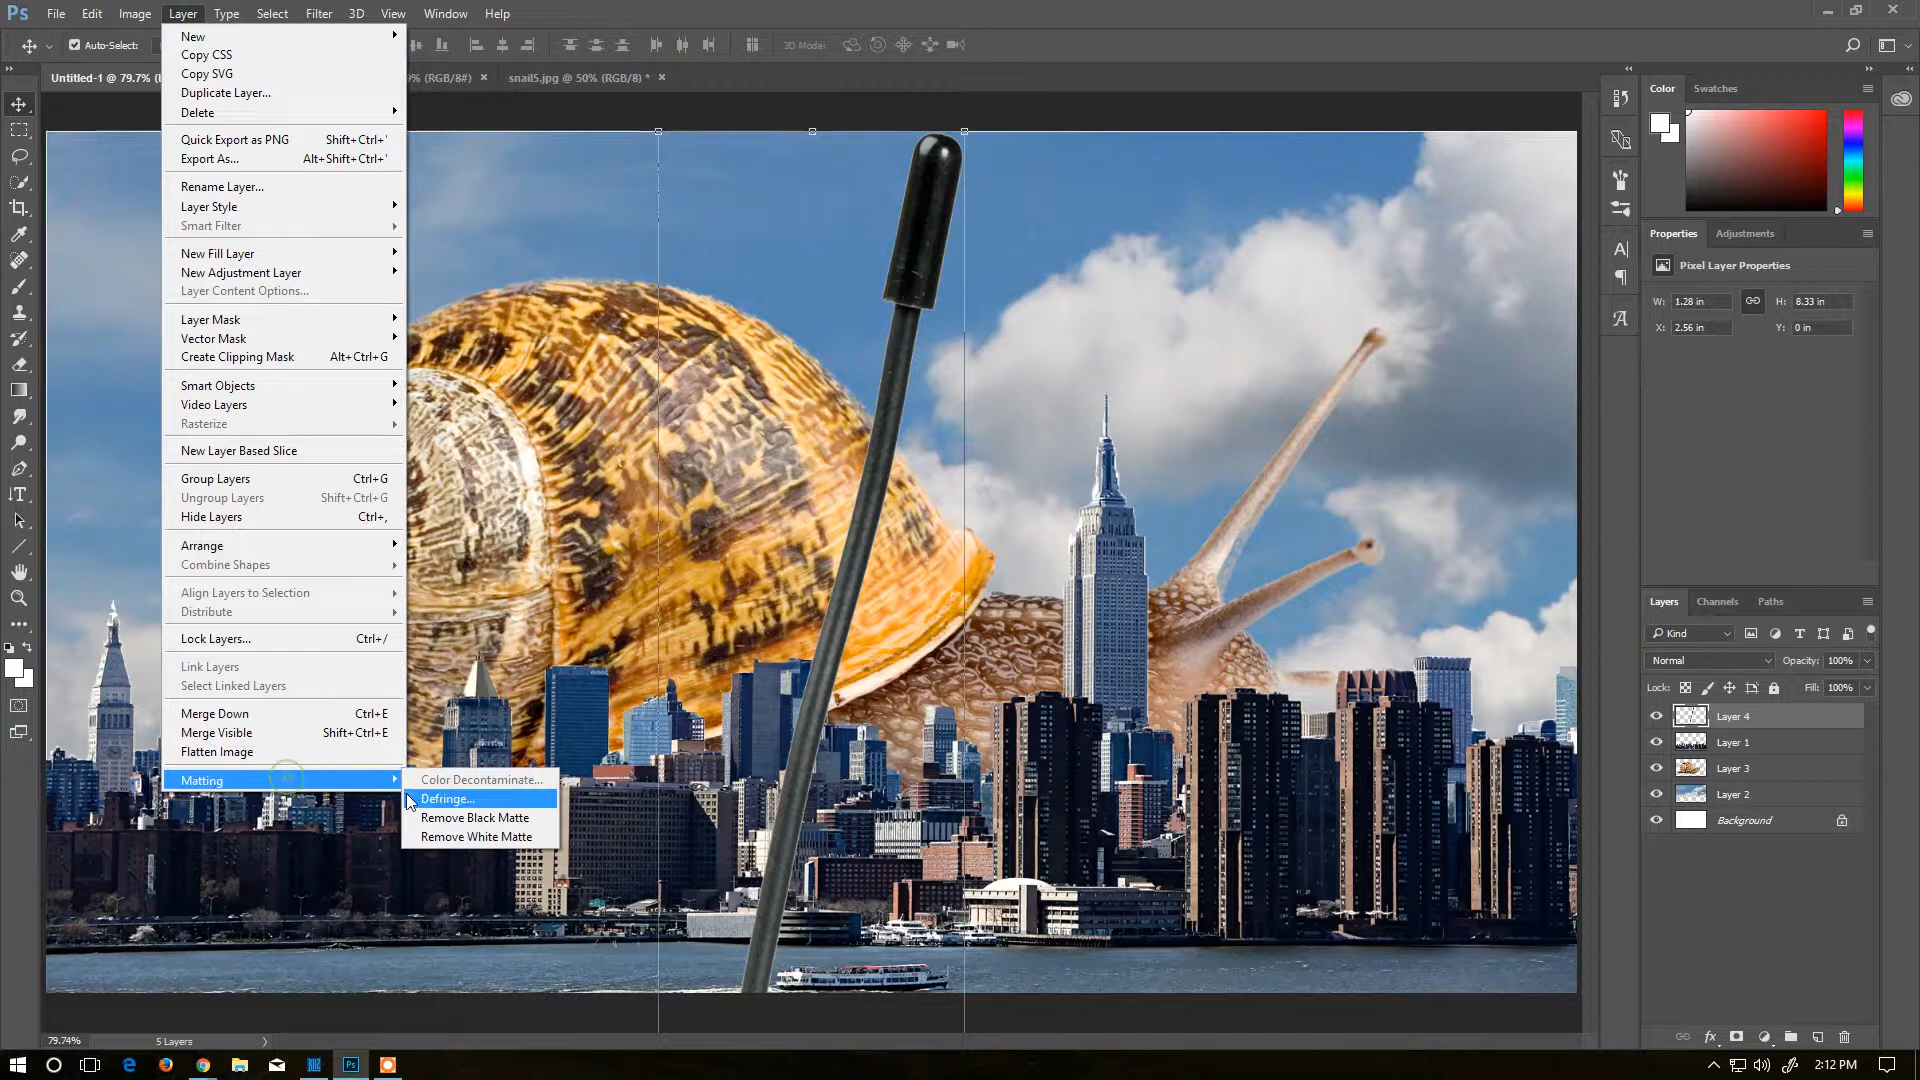 Ps File Edit Image Layer Type Select Filter 3D View Window Help
Auto-Select: 3D Mode:
Untitled-1 @ 79.7% (L 9% (RGB/8#) × snail5.jpg @ 50% (RGB/8) * ×
New
Copy CSS
Copy SVG
Duplicate Layer...
Delete
Quick Export as PNG Shift+Ctrl+'
Export As... Alt+Shift+Ctrl+'
Rename Layer...
Layer Style
Smart Filter
New Fill Layer
New Adjustment Layer
Layer Content Options...
Layer Mask
Vector Mask
Create Clipping Mask Alt+Ctrl+G
Smart Objects
Video Layers
Rasterize
New Layer Based Slice
Group Layers Ctrl+G
Ungroup Layers Shift+Ctrl+G
Hide Layers Ctrl+,
Arrange
Combine Shapes
Align Layers to Selection
Distribute
Lock Layers... Ctrl+/
Link Layers
Select Linked Layers
Merge Down Ctrl+E
Merge Visible Shift+Ctrl+E
Flatten Image
Matting
Color Decontaminate...
Defringe...
Remove Black Matte
Remove White Matte
Color Swatches
Properties Adjustments
Pixel Layer Properties
W: 1.28 in H: 8.33 in
X: 2.56 in Y: 0 in
Layers Channels Paths
Kind
Normal Opacity: 100%
Lock: Fill: 100%
Layer 4
Layer 1
Layer 3
Layer 2
Background
fx
79.74% 5 Layers
Ps 2:12 PM